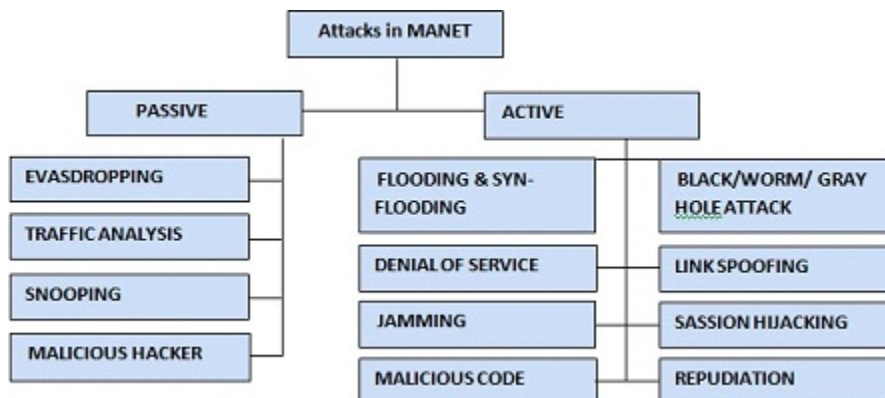 Attacks in MANET
PASSIVE
ACTIVE
EVASDROPPING
TRAFFIC ANALYSIS
SNOOPING
MALICIOUS HACKER
FLOODING & SYN-
FLOODING
DENIAL OF SERVICE
JAMMING
MALICIOUS CODE
BLACK/WORM/ GRAY
HOLE ATTACK
LINK SPOOFING
SASSION HIJACKING
REPUDIATION